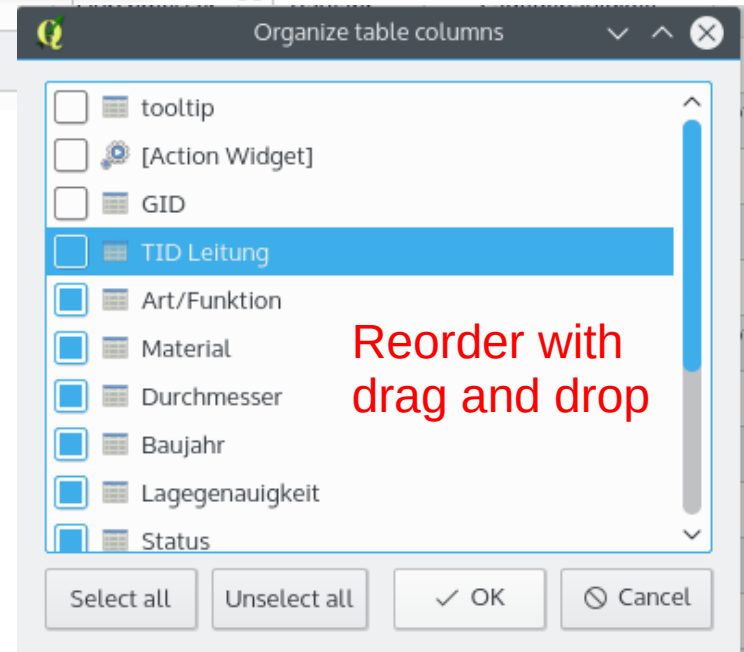 Organize table columns
tooltip
[Action Widget]
GID
TID Leitung
Art/Funktion
Material
Durchmesser
Baujahr
Lagegenauigkeit
Status
Reorder with
drag and drop
Select all
Unselect all
OK
Cancel